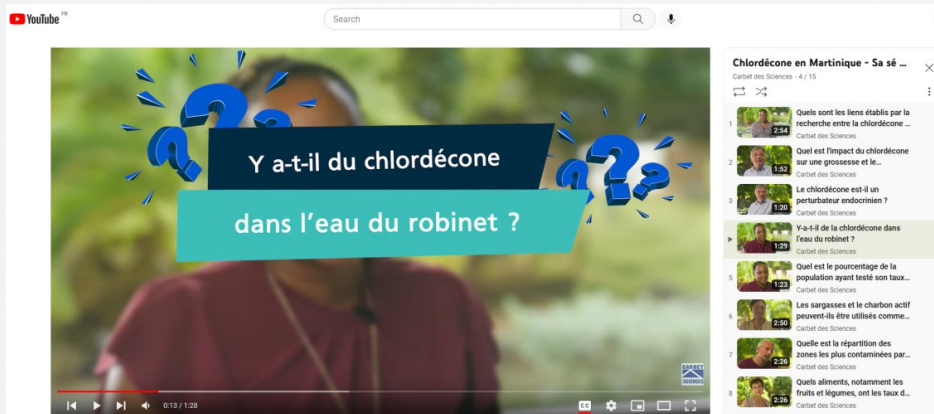 YouTube FR
Search
Y a-t-il du chlordécone
dans l'eau du robinet ?
???
???
CARBET
SCIENCES
0:13 / 1:28
CC
Chlordécone en Martinique - Sa sé ...
Carbet des Sciences - 4 / 15
1
2:54
Quels sont les liens établis par la
recherche entre la chlordécone ...
Carbet des Sciences
2
1:52
Quel est l'impact du chlordécone
sur une grossesse et le...
Carbet des Sciences
3
1:20
Le chlordécone est-il un
perturbateur endocrinien ?
Carbet des Sciences
1:29
Y-a-t-il de la chlordécone dans
l'eau du robinet ?
Carbet des Sciences
5
1:23
Quel est le pourcentage de la
population ayant testé son taux...
Carbet des Sciences
6
2:50
Les sargasses et le charbon actif
peuvent-ils être utilisés comme...
Carbet des Sciences
7
2:26
Quelle est la répartition des
zones les plus contaminées par...
Carbet des Sciences
8
2:26
Quels aliments, notamment les
fruits et légumes, ont les taux d...
Carbet des Sciences